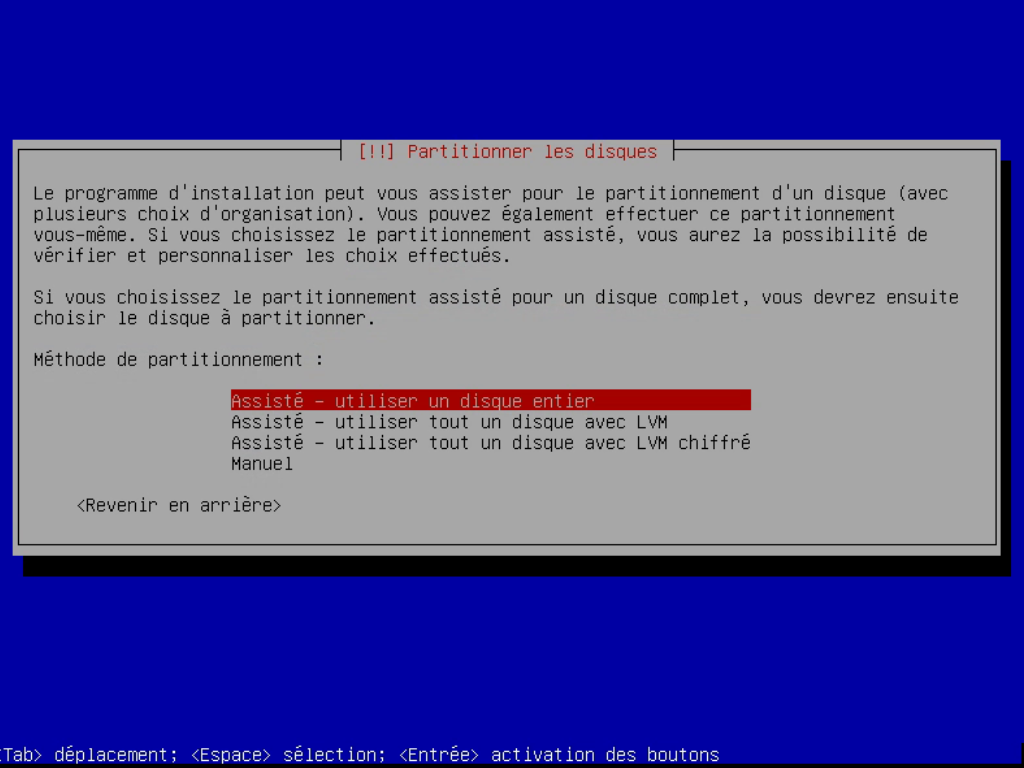 [!!] Partitionner les disques
Le programme d'installation peut vous assister pour le partitionnement d'un disque (avec
plusieurs choix d'organisation). Vous pouvez également effectuer ce partitionnement
vous-même. Si vous choisissez le partitionnement assisté, vous aurez la possibilité de
vérifier et personnaliser les choix effectués.
Si vous choisissez le partitionnement assisté pour un disque complet, vous devrez ensuite
choisir le disque à partitionner.
Méthode de partitionnement :
Assisté - utiliser un disque entier
Assisté - utiliser tout un disque avec LVM
Assisté - utiliser tout un disque avec LVM chiffré
Manuel
<Revenir en arrière>
<Tab> déplacement; <Espace> sélection; <Entrée> activation des boutons